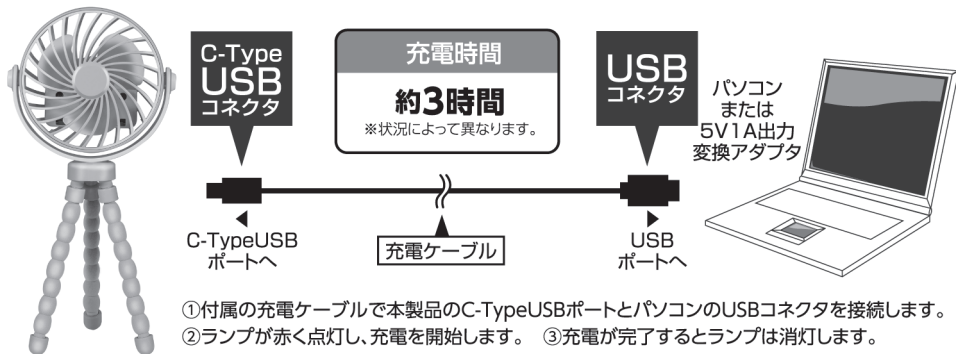 C-Type
USB
コネクタ
充電時間
約3時間
※状況によって異なります。
USB
コネクタ
パソコン
または
5V1A出力
変換アダプタ
C-TypeUSB
ポートへ
充電ケーブル
USB
ポートへ
①付属の充電ケーブルで本製品のC-TypeUSBポートとパソコンのUSBコネクタを接続します。
②ランプが赤く点灯し、充電を開始します。 ③充電が完了するとランプは消灯します。